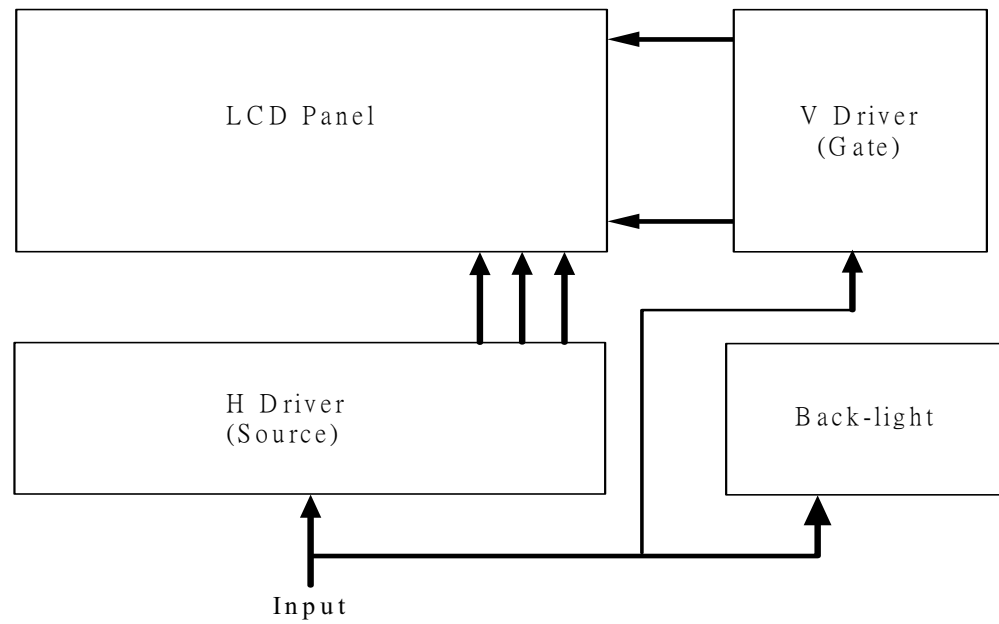 LCD Panel
V Driver
(Gate)
H Driver
(Source)
Back-light
Input